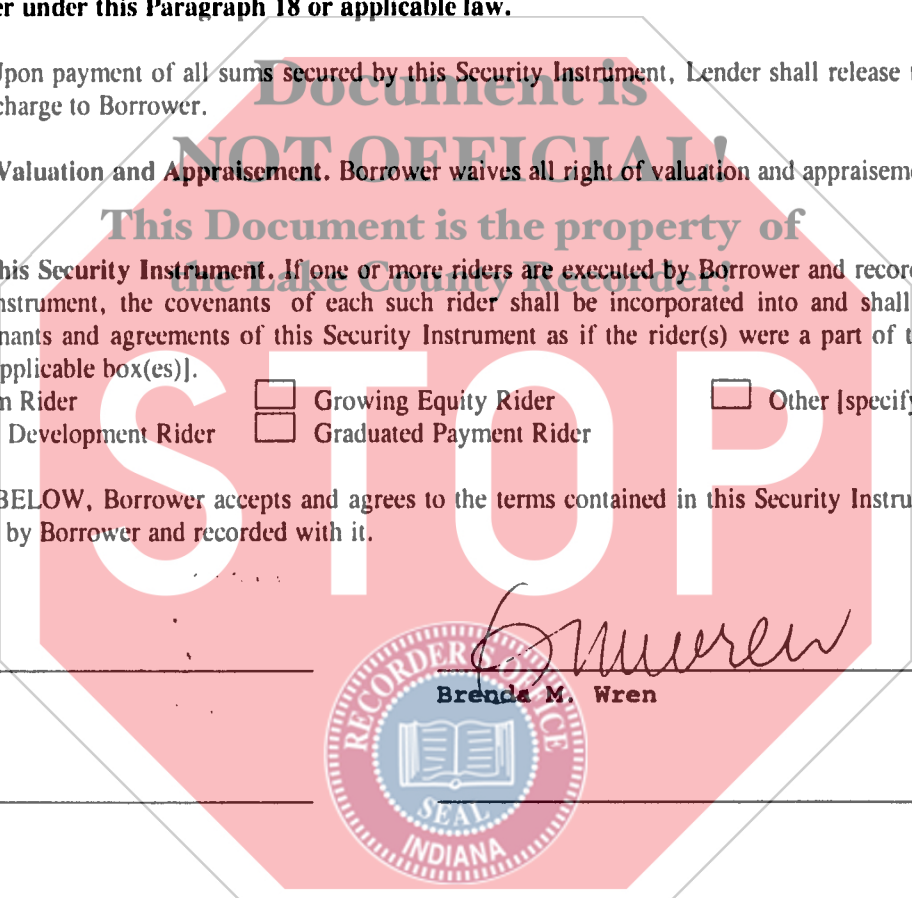 er under this Paragraph 18 or applicable law.
Upon payment of all sums secured by this Security Instrument, Lender shall release
charge to Borrower.
Document is
NOT OFFICIAL!
Valuation and Appraisement. Borrower waives all right of valuation and appraiseme
This Document is the property of
the Lake County Recorder!
his Security Instrument. If one or more riders are executed by Borrower and recor
nstrument, the covenants of each such rider shall be incorporated into and shall
nants and agreements of this Security Instrument as if the rider(s) were a part of t
pplicable box(es)].
m Rider Growing Equity Rider Other [specify
Development Rider Graduated Payment Rider
STOP
BELOW, Borrower accepts and agrees to the terms contained in this Security Instru
by Borrower and recorded with it.
Brenda M. Wren
RECORDER'S OFFICE
SEAL
INDIANA